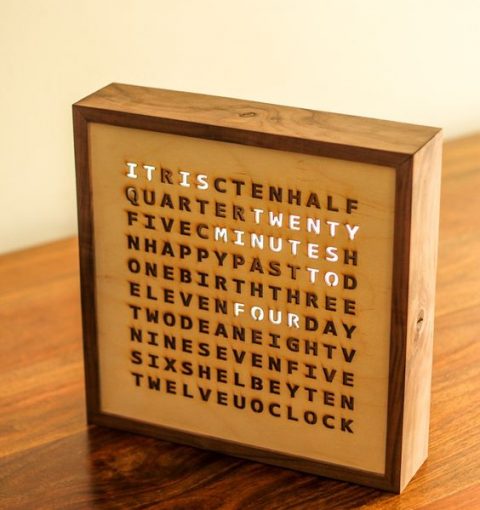 ITRISCTENHALF
QUARTERTWENTY
FIVECMINUTESH
NHAPPYPASTTOD
ONEBIRTHTHREE
ELEVENFOURDAY
TWODEANEIGHTV
NINESEVENFIVE
SIXSHELBEYTEN
TWELVEUOCLOCK